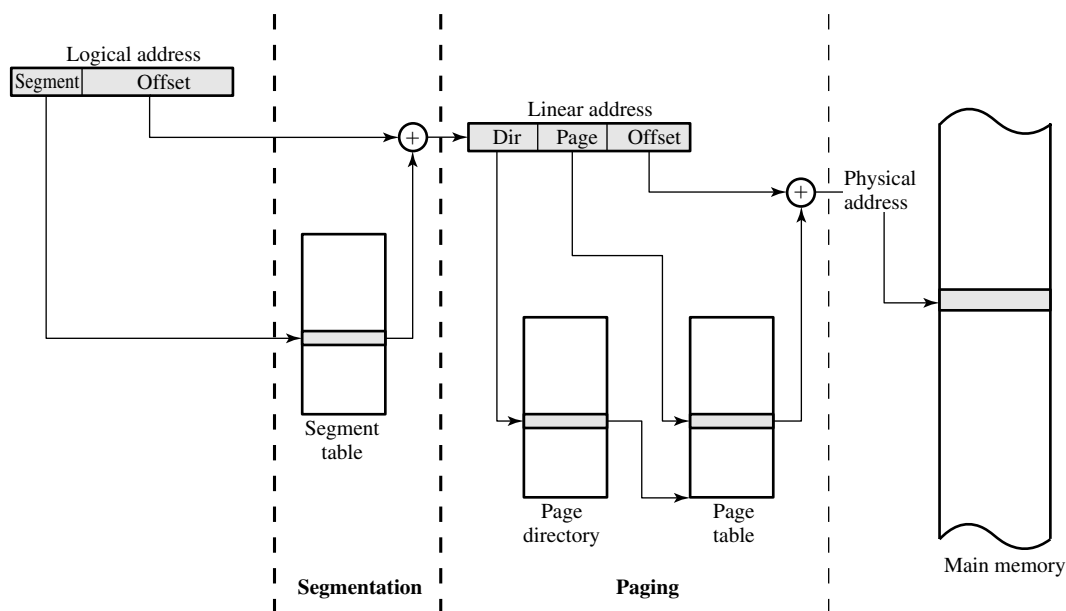 Logical address
Segment Offset
+
Linear address
Dir Page Offset
+
Physical
address
Segment
table
Page
directory
Page
table
Main memory
Segmentation
Paging